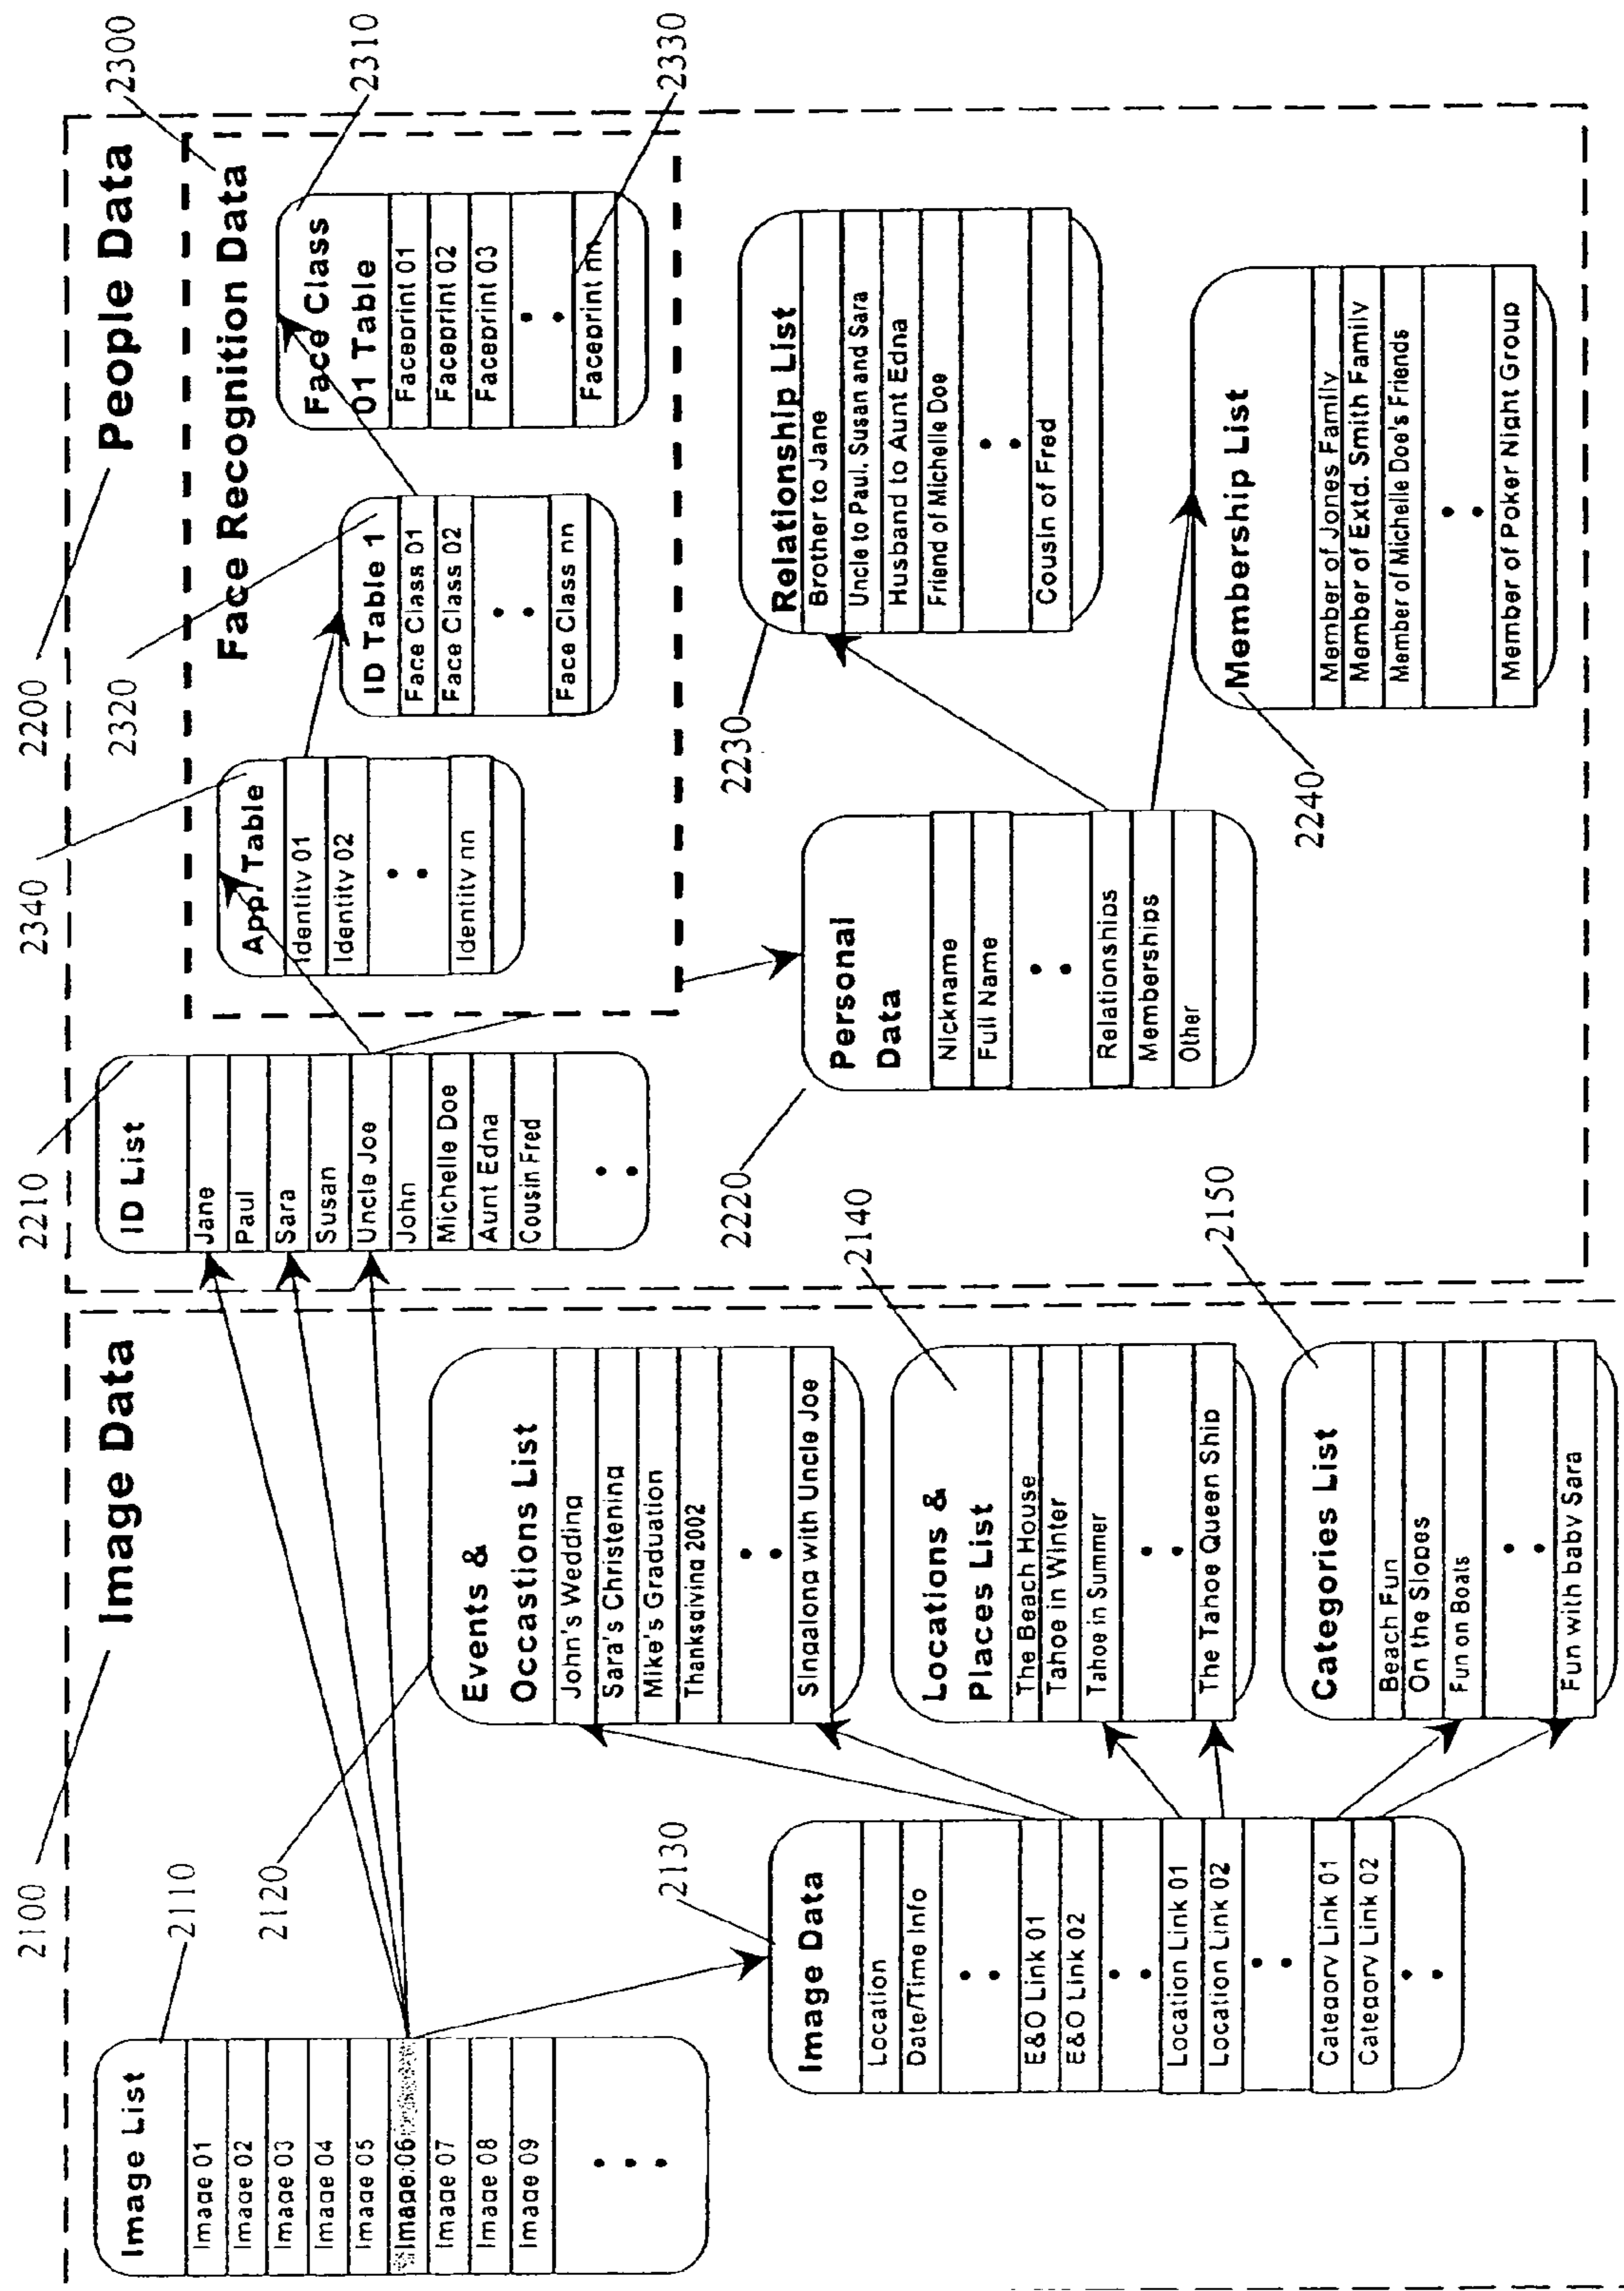 2100
Image Data
2110
Image List
Image 01
Image 02
Image 03
Image 04
Image 05
Image 06
Image 07
Image 08
Image 09
2120
Events &
Occastions List
John's Wedding
Sara's Christening
Mike's Graduation
Thanksgiving 2002
Singalong with Uncle Joe
2130
Image Data
Location
Date/Time Info
E&O Link 01
E&O Link 02
Location Link 01
Location Link 02
Category Link 01
Category Link 02
2140
Locations &
Places List
The Beach House
Tahoe in Winter
Tahoe in Summer
The Tahoe Queen Ship
2150
Categories List
Beach Fun
On the Slopes
Fun on Boats
Fun with baby Sara
2200
People Data
2210
ID List
Jane
Paul
Sara
Susan
Uncle Joe
John
Michelle Doe
Aunt Edna
Cousin Fred
2300
Face Recognition Data
2340
App. Table
Identity 01
Identity 02
Identity nn
2320
ID Table 1
Face Class 01
Face Class 02
Face Class nn
2310
Face Class
01 Table
Faceprint 01
Faceprint 02
Faceprint 03
Faceprint nn
2330
2220
Personal
Data
Nickname
Full Name
Relationships
Memberships
Other
2230
Relationship List
Brother to Jane
Uncle to Paul, Susan and Sara
Husband to Aunt Edna
Friend of Michelle Doe
Cousin of Fred
2240
Membership List
Member of Jones Family
Member of Extd. Smith Family
Member of Michelle Doe's Friends
Member of Poker Night Group